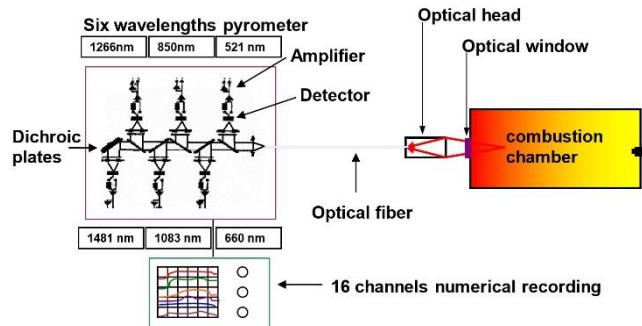 Six wavelengths pyrometer
1266nm 850nm 521 nm
Amplifier
Detector
Dichroic
plates
Optical head
Optical window
combustion
chamber
Optical fiber
1481 nm 1083 nm 660 nm
16 channels numerical recording